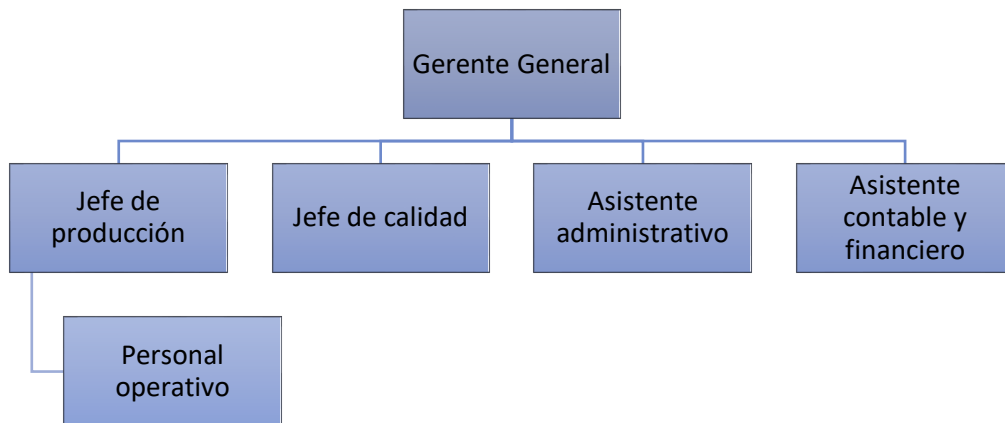 Gerente General
Jefe de
producción
Jefe de calidad
Asistente
administrativo
Asistente
contable y
financiero
Personal
operativo